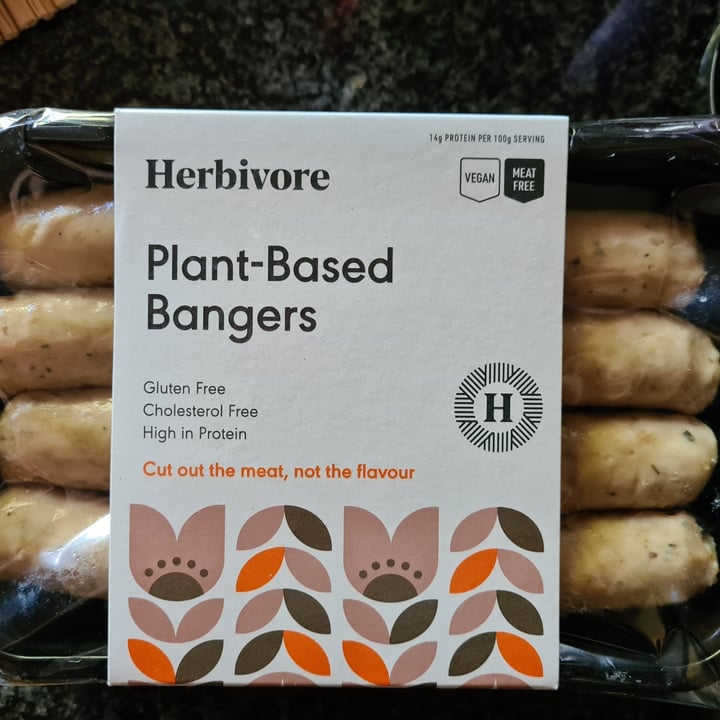 14g PROTEIN PER 100g SERVING
Herbivore
VEGAN
MEAT
FREE
Plant-Based
Bangers
Gluten Free
Cholesterol Free
High in Protein
H
Cut out the meat, not the flavour